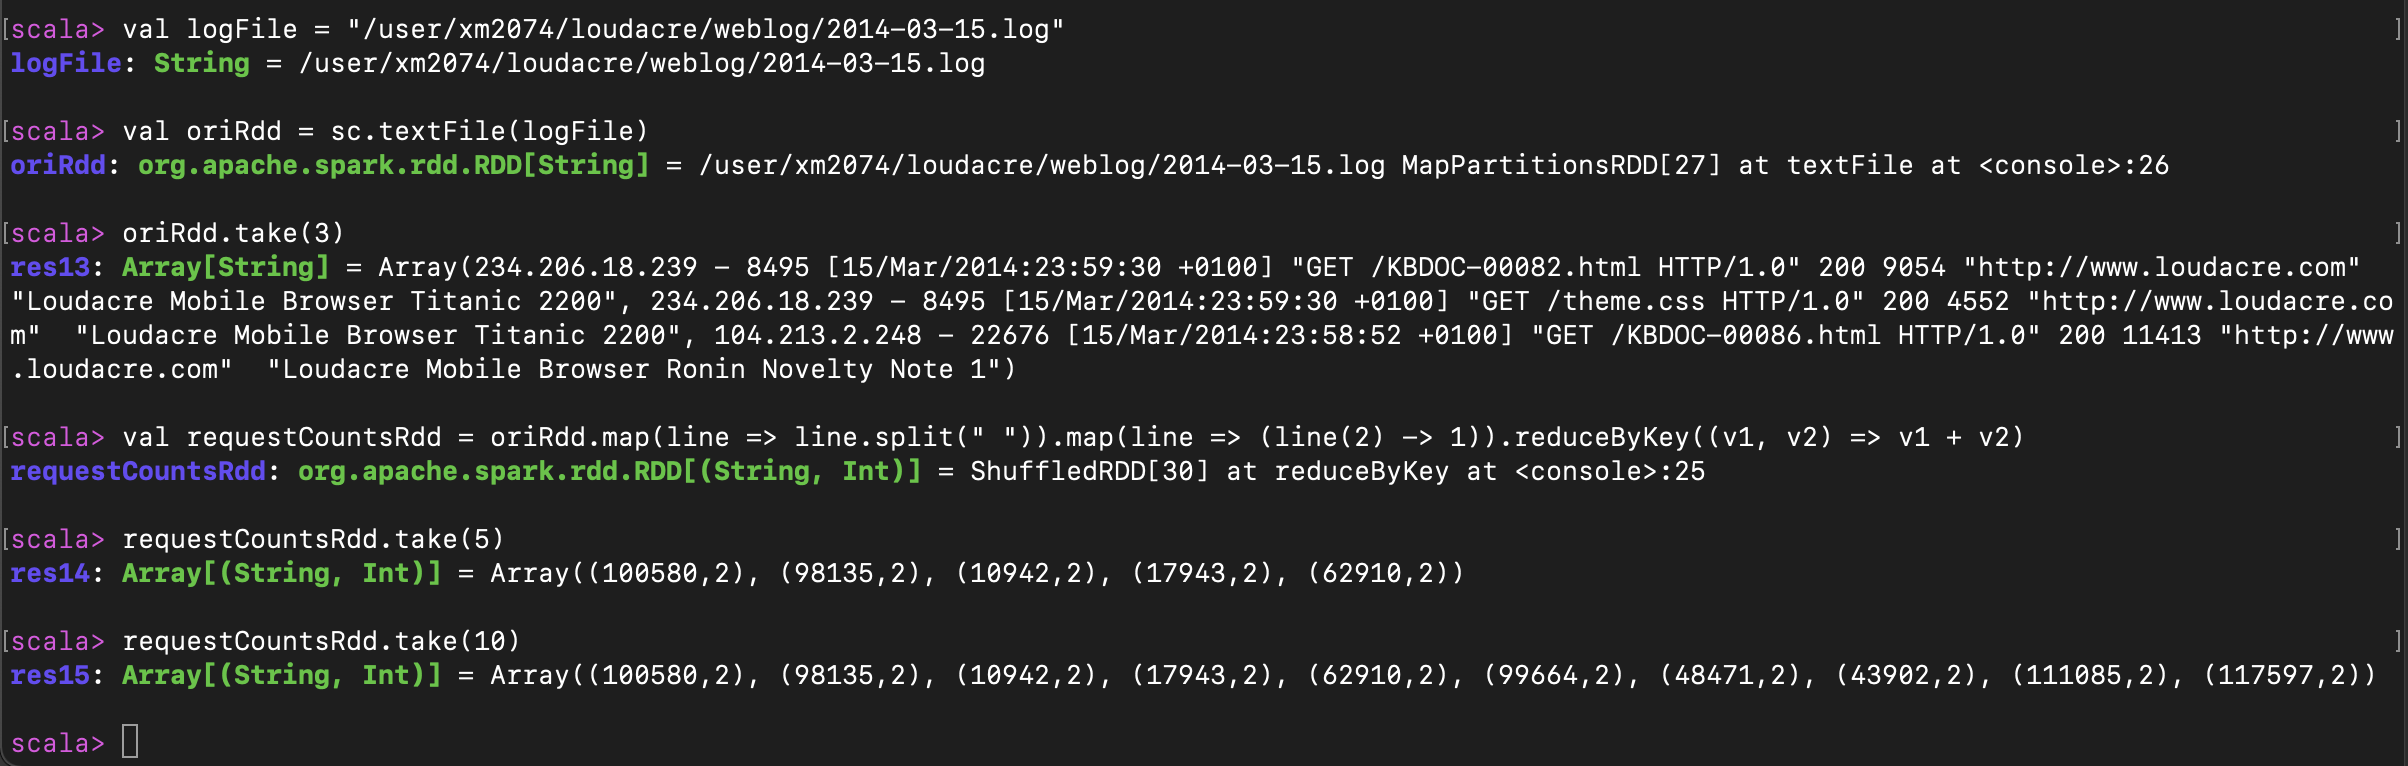 scala> val logFile = "/user/xm2074/loudacre/weblog/2014-03-15.log"
logFile: String = /user/xm2074/loudacre/weblog/2014-03-15.log
scala> val oriRdd = sc.textFile(logFile)
oriRdd: org.apache.spark.rdd.RDD[String] = /user/xm2074/loudacre/weblog/2014-03-15.log MapPartitionsRDD[27] at textFile at <console>:26
scala> oriRdd.take(3)
res13: Array[String] = Array(234.206.18.239 - 8495 [15/Mar/2014:23:59:30 +0100] "GET /KBDOC-00082.html HTTP/1.0" 200 9054 "http://www.loudacre.com"
"Loudacre Mobile Browser Titanic 2200", 234.206.18.239 - 8495 [15/Mar/2014:23:59:30 +0100] "GET /theme.css HTTP/1.0" 200 4552 "http://www.loudacre.co
m"  "Loudacre Mobile Browser Titanic 2200", 104.213.2.248 - 22676 [15/Mar/2014:23:58:52 +0100] "GET /KBDOC-00086.html HTTP/1.0" 200 11413 "http://www
.loudacre.com"  "Loudacre Mobile Browser Ronin Novelty Note 1")
scala> val requestCountsRdd = oriRdd.map(line => line.split(" ")).map(line => (line(2) -> 1)).reduceByKey((v1, v2) => v1 + v2)
requestCountsRdd: org.apache.spark.rdd.RDD[(String, Int)] = ShuffledRDD[30] at reduceByKey at <console>:25
scala> requestCountsRdd.take(5)
res14: Array[(String, Int)] = Array((100580,2), (98135,2), (10942,2), (17943,2), (62910,2))
scala> requestCountsRdd.take(10)
res15: Array[(String, Int)] = Array((100580,2), (98135,2), (10942,2), (17943,2), (62910,2), (99664,2), (48471,2), (43902,2), (111085,2), (117597,2))
scala>